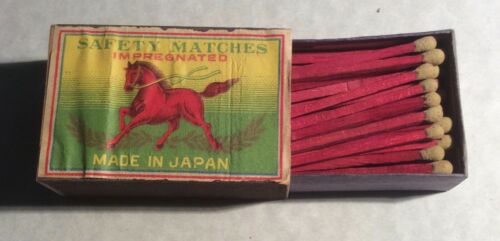 SAFETY MATCHES
IMPREGNATED
MADE IN JAPAN